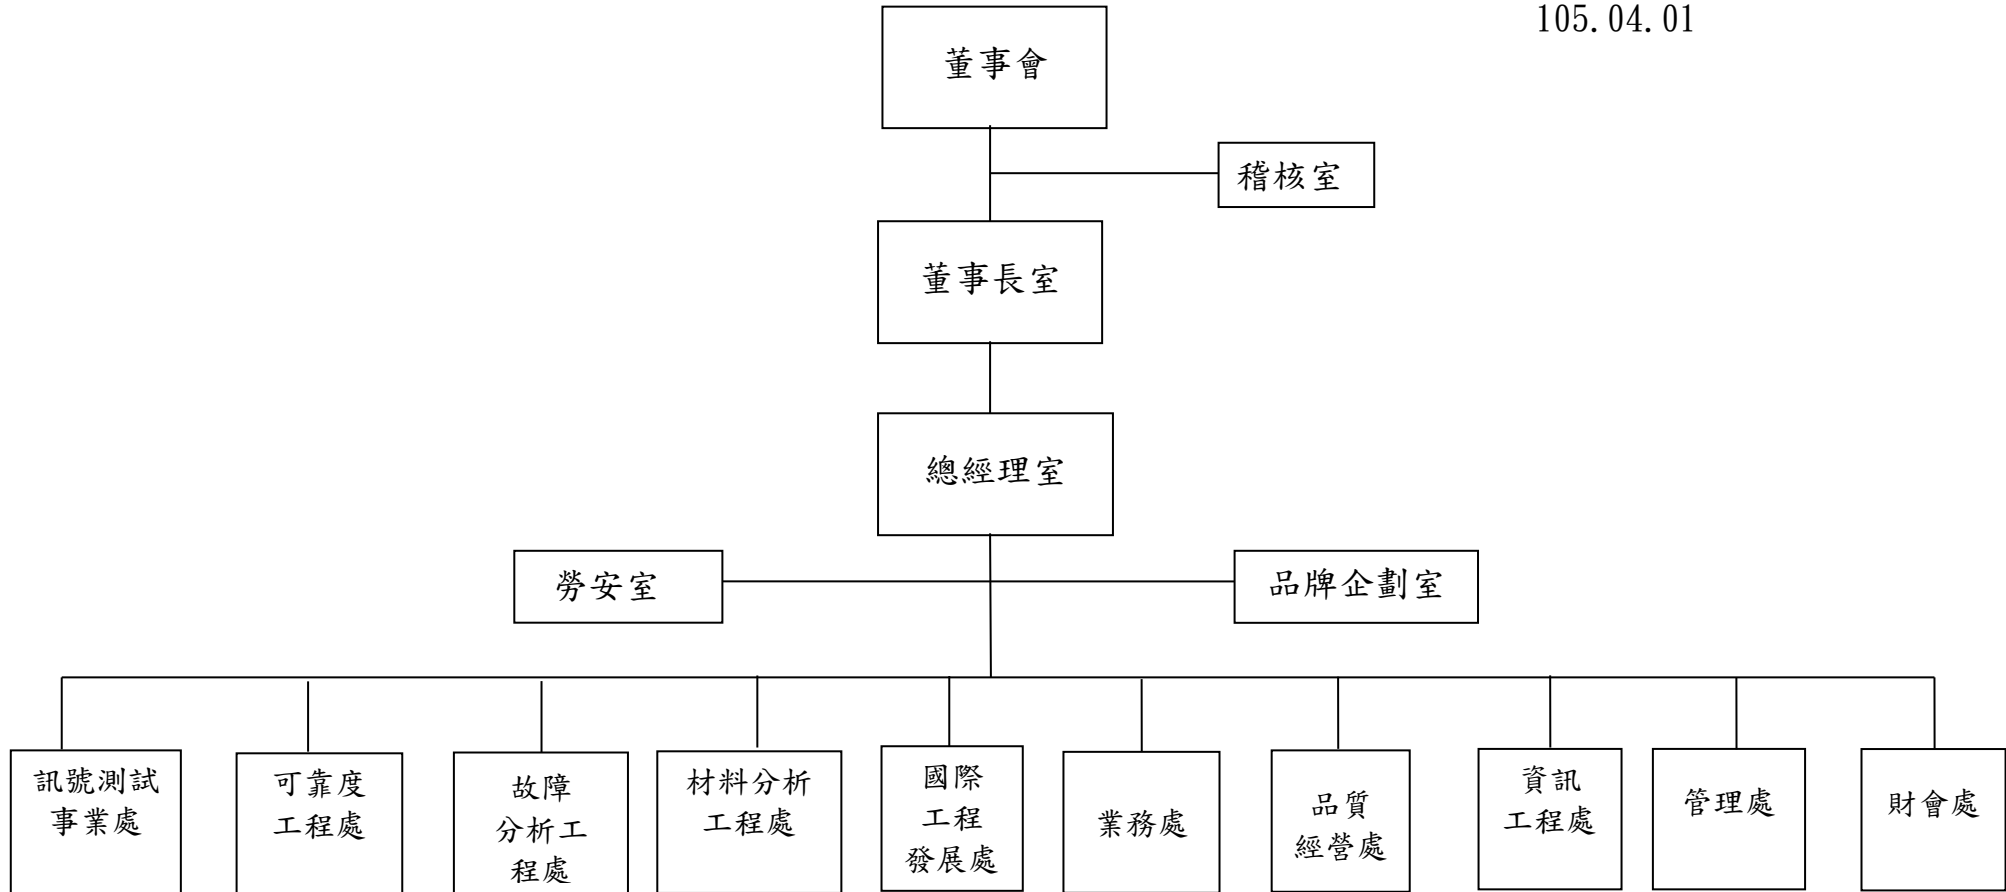 105.04.01
董事會
稽核室
董事長室
總經理室
勞安室
品牌企劃室
訊號測試
事業處
可靠度
工程處
故障
分析工
程處
材料分析
工程處
國際
工程
發展處
業務處
品質
經營處
資訊
工程處
管理處
財會處